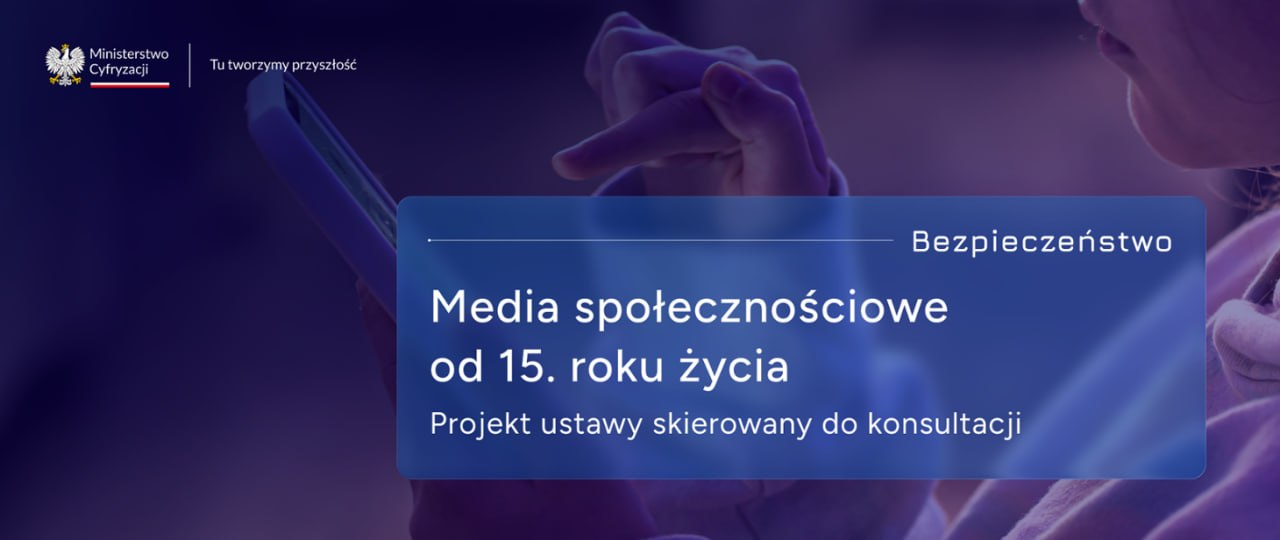 Ministerstwo
Cyfryzacji
Tu tworzymy przyszłość
Bezpieczeństwo
Media społecznościowe
od 15. roku życia
Projekt ustawy skierowany do konsultacji